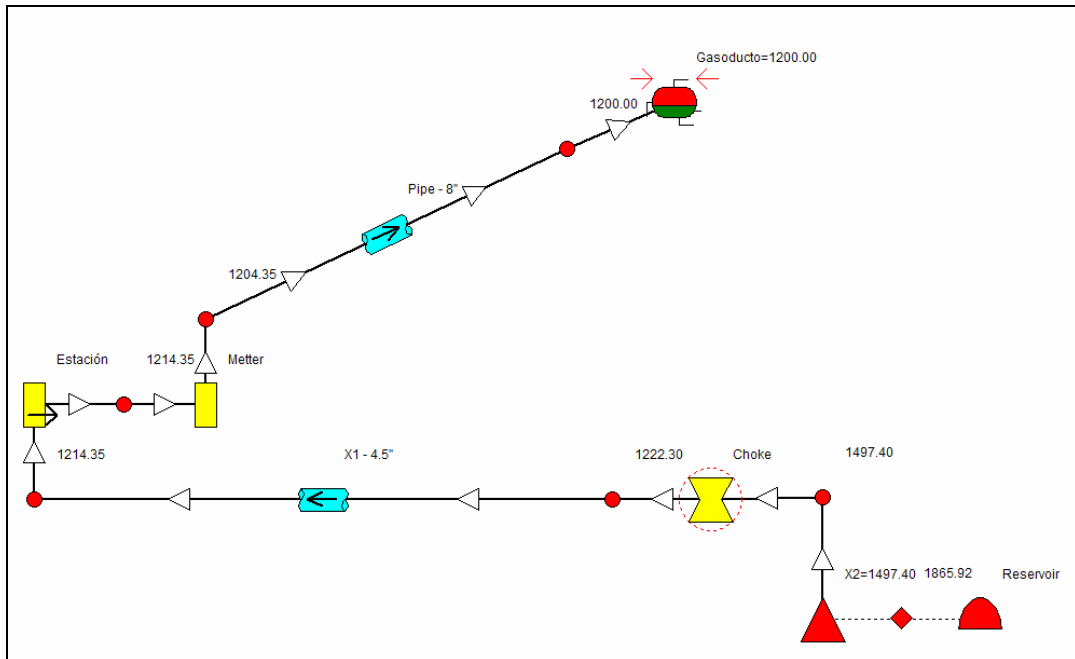 Gasoducto=1200.00
1200.00
Pipe - 8"
1204.35
Estación
1214.35
Metter
1214.35
X1 - 4.5"
1222.30
Choke
1497.40
X2=1497.40
1865.92
Reservoir